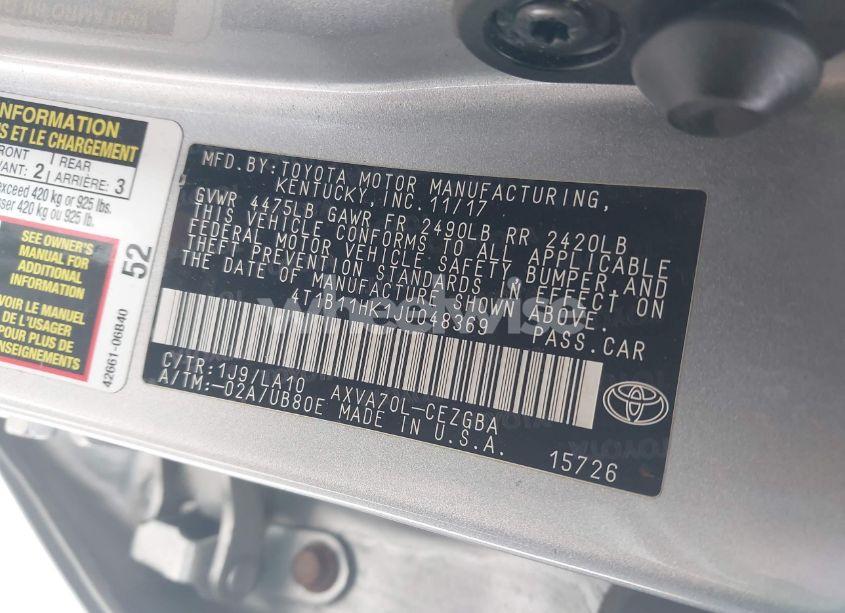 INFORMATION
S ET LE CHARGEMENT
FRONT
VANT: 2
REAR
ARRIÈRE: 3
exceed 420 kg or 925 lbs.
sser 420 kg ou 925 lb.
SEE OWNER'S
MANUAL FOR
ADDITIONAL
INFORMATION
VOIR LE MANUEL
DE L'USAGER
POUR PLUS DE
RENSEIGNEMENTS
52
42661-06B40
MFD.BY:TOYOTA MOTOR MANUFACTURING,
KENTUCKY,INC.11/17
GVWR 4475LB GAWR FR 2490LB RR 2420LB
THIS VEHICLE CONFORMS TO ALL APPLICABLE
FEDERAL MOTOR VEHICLE SAFETY, BUMPER, AND
THEFT PREVENTION STANDARDS IN EFFECT ON
THE DATE OF MANUFACTURE SHOWN ABOVE.
4T1B11HK1JU048369
PASS.CAR
C/TR:1J9/LA10
A/TM:-02A/UB80E
AXVA70L-CEZGBA
MADE IN U.S.A.
15726
wheelwise